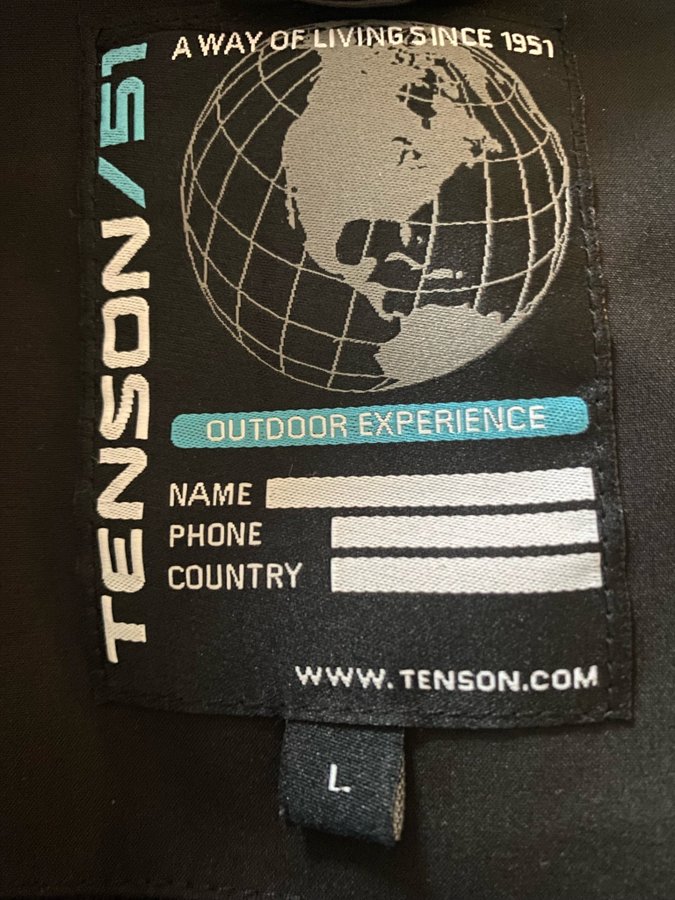 A WAY OF LIVING SINCE 1951
TENSON/51
OUTDOOR EXPERIENCE
NAME
PHONE
COUNTRY
WWW.TENSON.COM
L